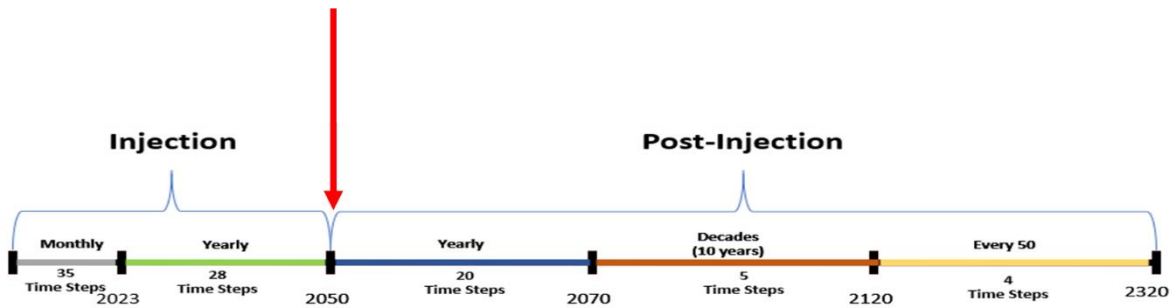 Injection
Post-Injection
Monthly
Yearly
Yearly
Decades
(10 years)
Every 50
35
Time Steps
28
Time Steps
20
Time Steps
5
Time Steps
4
Time Steps
2023
2050
2070
2120
2320